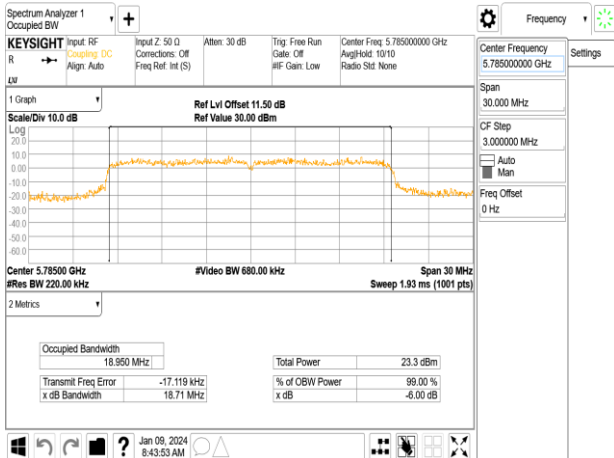 Spectrum Analyzer 1
Occupied BW
Frequency
KEYSIGHT
R
Input: RF
Coupling: DC
Align: Auto
Input Z: 50 Ω
Corrections: Off
Freq Ref: Int (S)
Atten: 30 dB
Trig: Free Run
Gate: Off
#IF Gain: Low
Center Freq: 5.785000000 GHz
Avg|Hold: 10/10
Radio Std: None
Center Frequency
5.785000000 GHz
Settings
Span
30.000 MHz
CF Step
3.000000 MHz
Auto
Man
Freq Offset
0 Hz
1 Graph
Scale/Div 10.0 dB
Ref Lvl Offset 11.50 dB
Ref Value 30.00 dBm
Log
20.0
10.0
0.00
-10.0
-20.0
-30.0
-40.0
-50.0
-60.0
Center 5.78500 GHz
#Video BW 680.00 kHz
Span 30 MHz
#Res BW 220.00 kHz
Sweep 1.93 ms (1001 pts)
2 Metrics
Occupied Bandwidth
18.950 MHz
Total Power 23.3 dBm
Transmit Freq Error -17.119 kHz
% of OBW Power 99.00 %
x dB Bandwidth 18.71 MHz
x dB -6.00 dB
?
Jan 09, 2024
8:43:53 AM